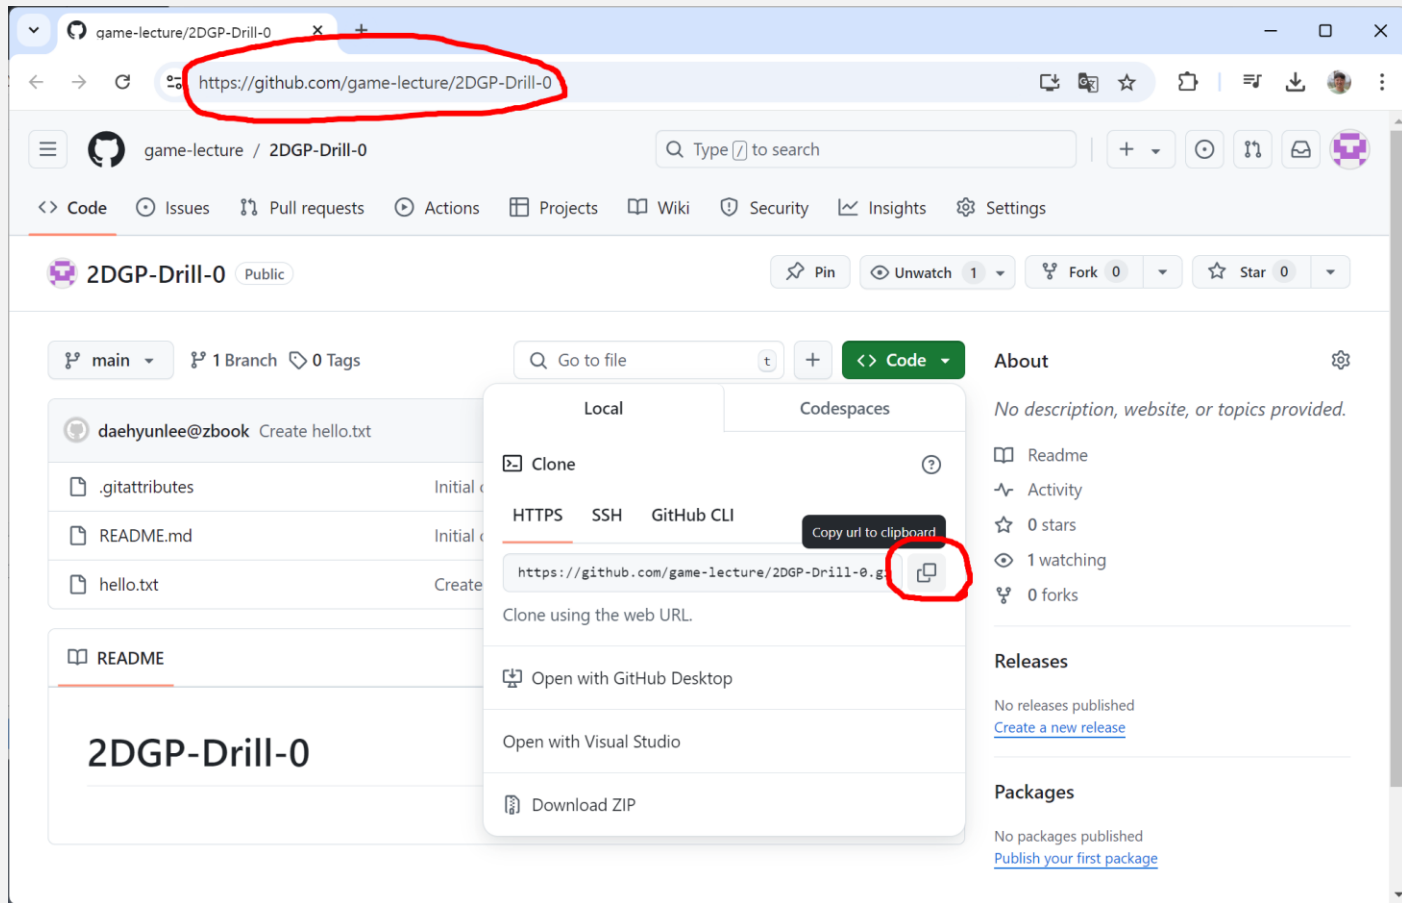 game-lecture/2DGP-Drill-0
https://github.com/game-lecture/2DGP-Drill-0
game-lecture / 2DGP-Drill-0
Type / to search
Code Issues Pull requests Actions Projects Wiki Security Insights Settings
2DGP-Drill-0 Public
Pin Unwatch 1 Fork 0 Star 0
main 1 Branch 0 Tags Go to file t Code
Local Codespaces
Clone
HTTPS SSH GitHub CLI
Copy url to clipboard
https://github.com/game-lecture/2DGP-Drill-0.gi
Clone using the web URL.
Open with GitHub Desktop
Open with Visual Studio
Download ZIP
daehyunlee@zbook Create hello.txt
.gitattributes Initial
README.md Initial
hello.txt Create
README
2DGP-Drill-0
About
No description, website, or topics provided.
Readme
Activity
0 stars
1 watching
0 forks
Releases
No releases published
Create a new release
Packages
No packages published
Publish your first package